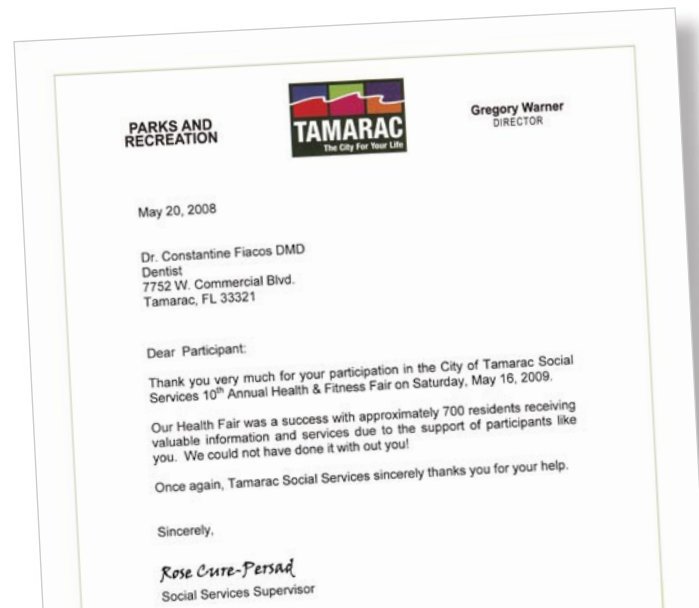 PARKS AND
RECREATION
TAMARAC
The City For Your Life
Gregory Warner
DIRECTOR
May 20, 2008
Dr. Constantine Fiacos DMD
Dentist
7752 W. Commercial Blvd.
Tamarac, FL 33321
Dear Participant:
Thank you very much for your participation in the City of Tamarac Social
Services 10th Annual Health & Fitness Fair on Saturday, May 16, 2009.
Our Health Fair was a success with approximately 700 residents receiving
valuable information and services due to the support of participants like
you. We could not have done it with out you!
Once again, Tamarac Social Services sincerely thanks you for your help.
Sincerely,
Rose Cure-Persad
Social Services Supervisor